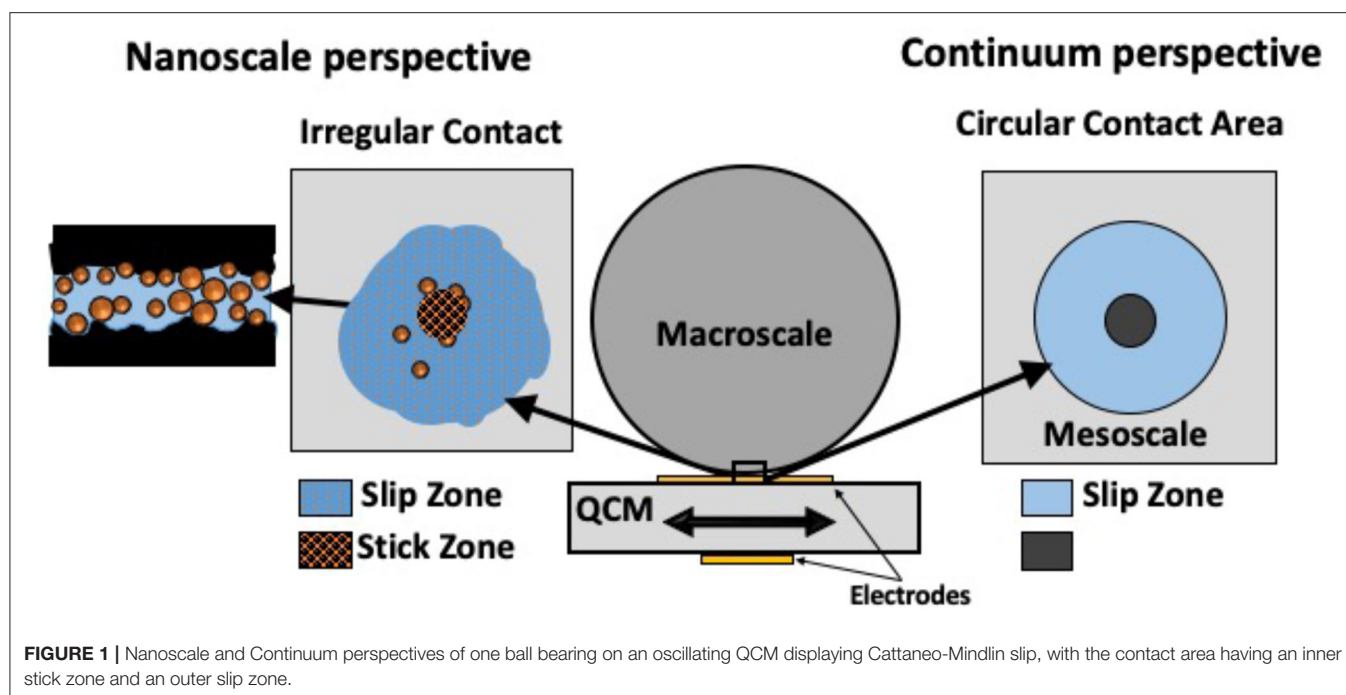 Nanoscale perspective
Continuum perspective
Irregular Contact
Circular Contact Area
Macroscale
Mesoscale
Slip Zone
Stick Zone
QCM
Electrodes
Slip Zone
FIGURE 1 | Nanoscale and Continuum perspectives of one ball bearing on an oscillating QCM displaying Cattaneo-Mindlin slip, with the contact area having an inner
stick zone and an outer slip zone.